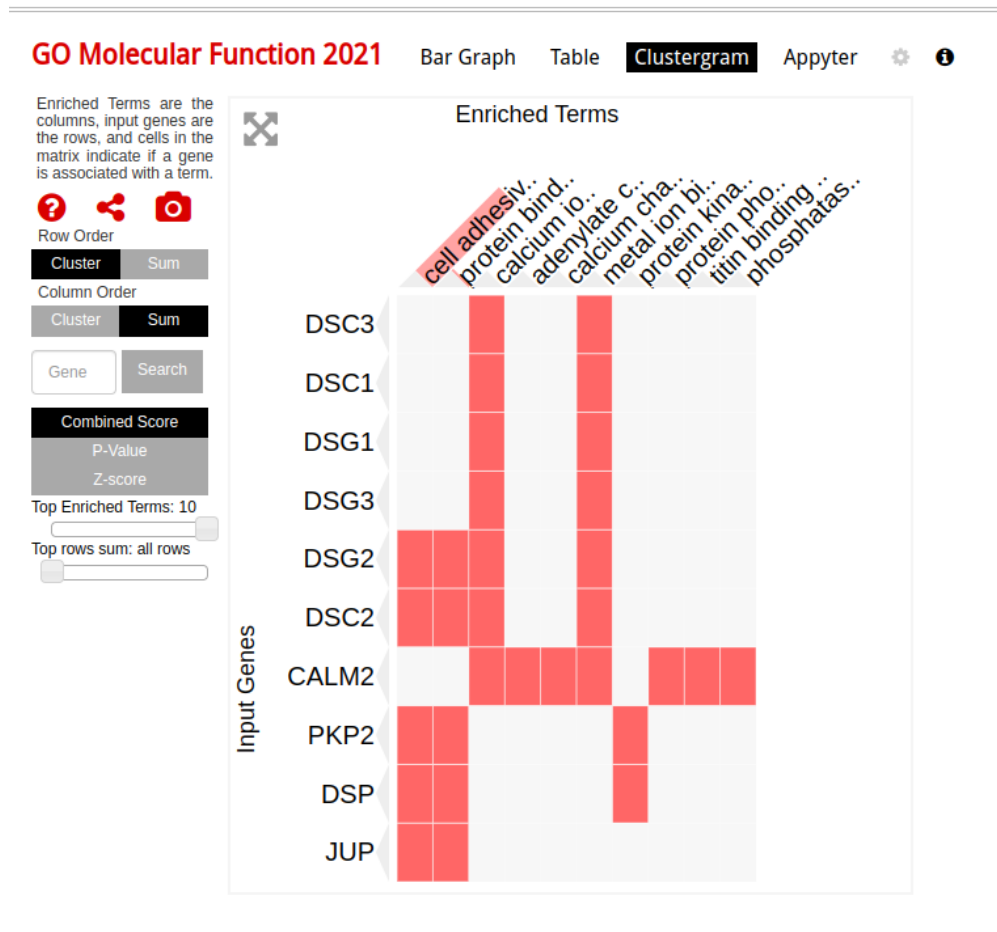 GO Molecular Function 2021
Bar Graph
Table
Clustergram
Appyter
Enriched Terms are the
columns, input genes are
the rows, and cells in the
matrix indicate if a gene
is associated with a term.
Row Order
Cluster
Sum
Column Order
Cluster
Sum
Gene
Search
Combined Score
P-Value
Z-score
Top Enriched Terms: 10
Top rows sum: all rows
Enriched Terms
cell adhesiv..
protein bind..
calcium io..
adenylate c..
calcium cha..
metal ion bi..
protein kina..
protein pho..
titin binding ..
phosphatas..
Input Genes
DSC3
DSC1
DSG1
DSG3
DSG2
DSC2
CALM2
PKP2
DSP
JUP